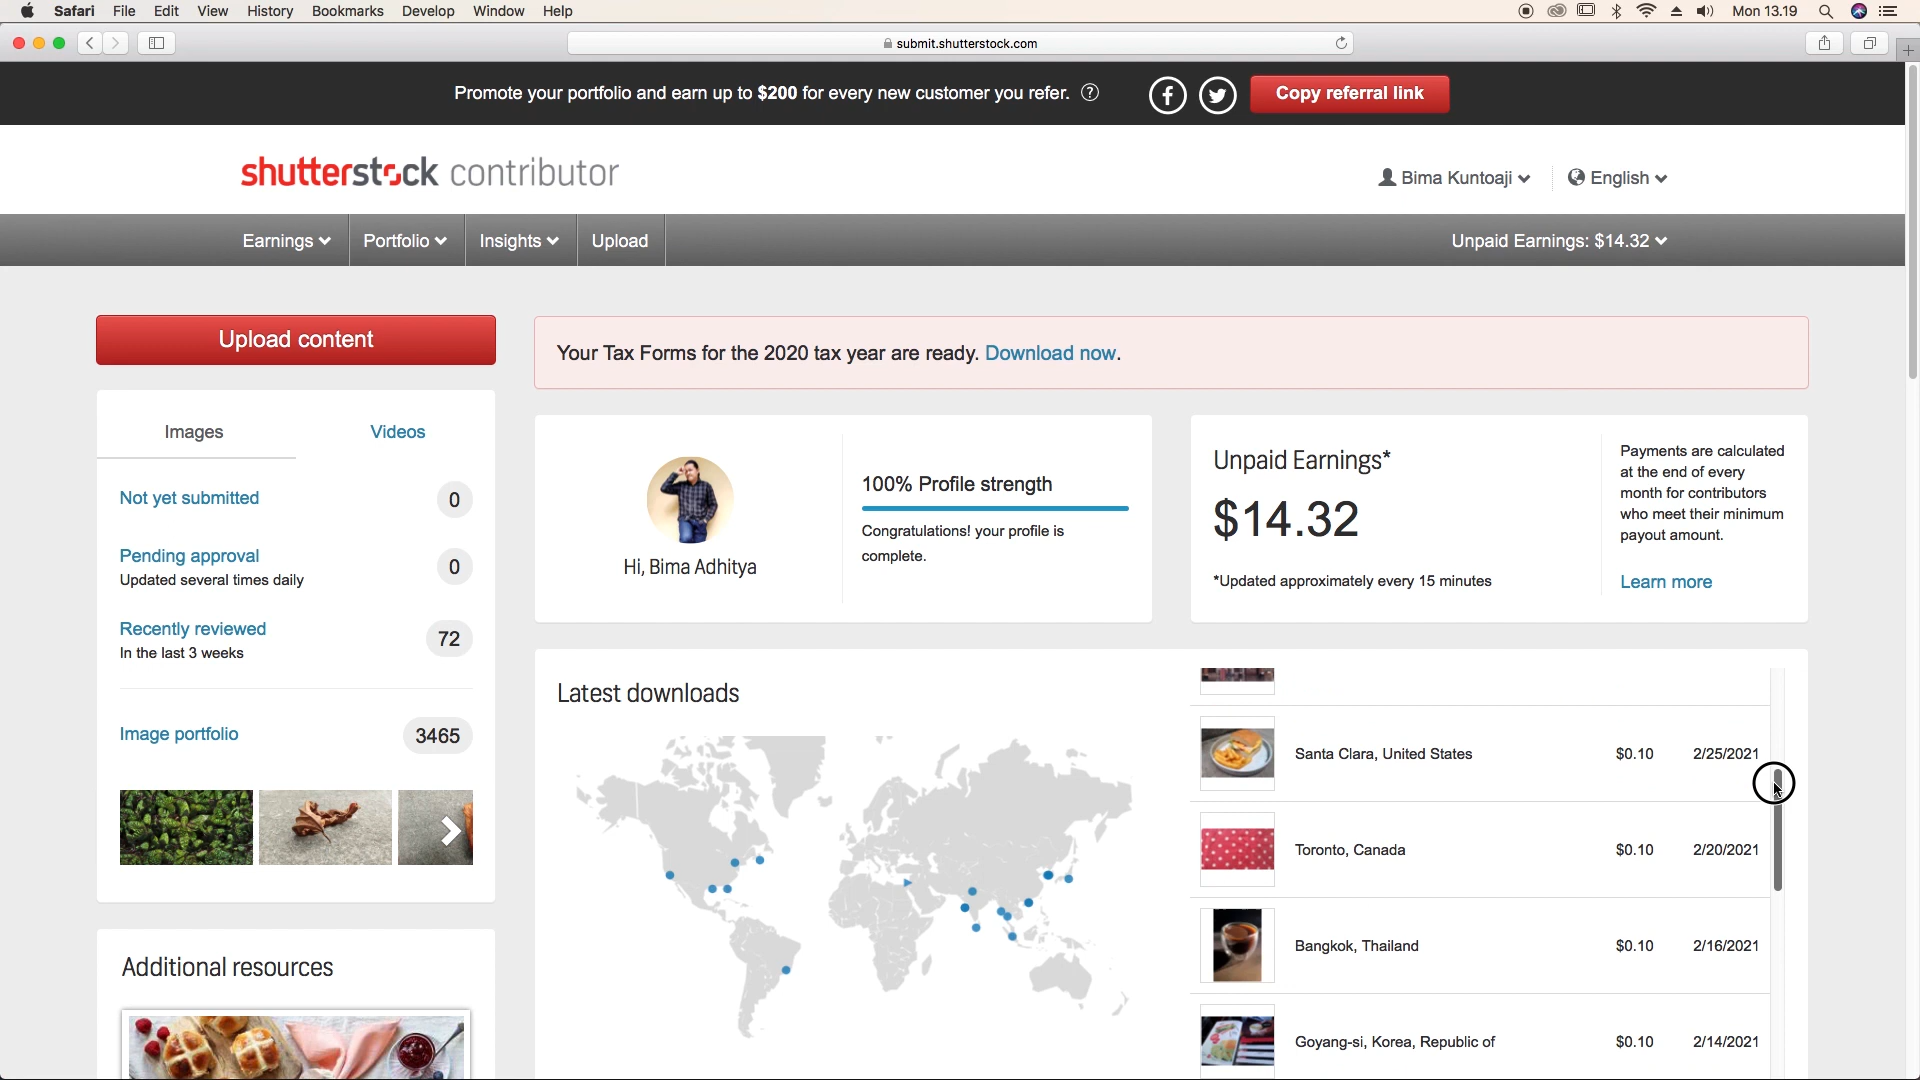 Safari File Edit View History Bookmarks Develop Window Help Mon 13.19
submit.shutterstock.com
Promote your portfolio and earn up to $200 for every new customer you refer. ? Copy referral link
shutterstock contributor
Bima Kuntoaji English
Earnings Portfolio Insights Upload Unpaid Earnings: $14.32
Upload content
Your Tax Forms for the 2020 tax year are ready. Download now.
Images Videos
Not yet submitted 0
Pending approval 0
Updated several times daily
Recently reviewed 72
In the last 3 weeks
Image portfolio 3465
Additional resources
Hi, Bima Adhitya
100% Profile strength
Congratulations! your profile is
complete.
Unpaid Earnings*
$14.32
*Updated approximately every 15 minutes
Payments are calculated
at the end of every
month for contributors
who meet their minimum
payout amount.
Learn more
Latest downloads
Santa Clara, United States $0.10 2/25/2021
Toronto, Canada $0.10 2/20/2021
Bangkok, Thailand $0.10 2/16/2021
Goyang-si, Korea, Republic of $0.10 2/14/2021